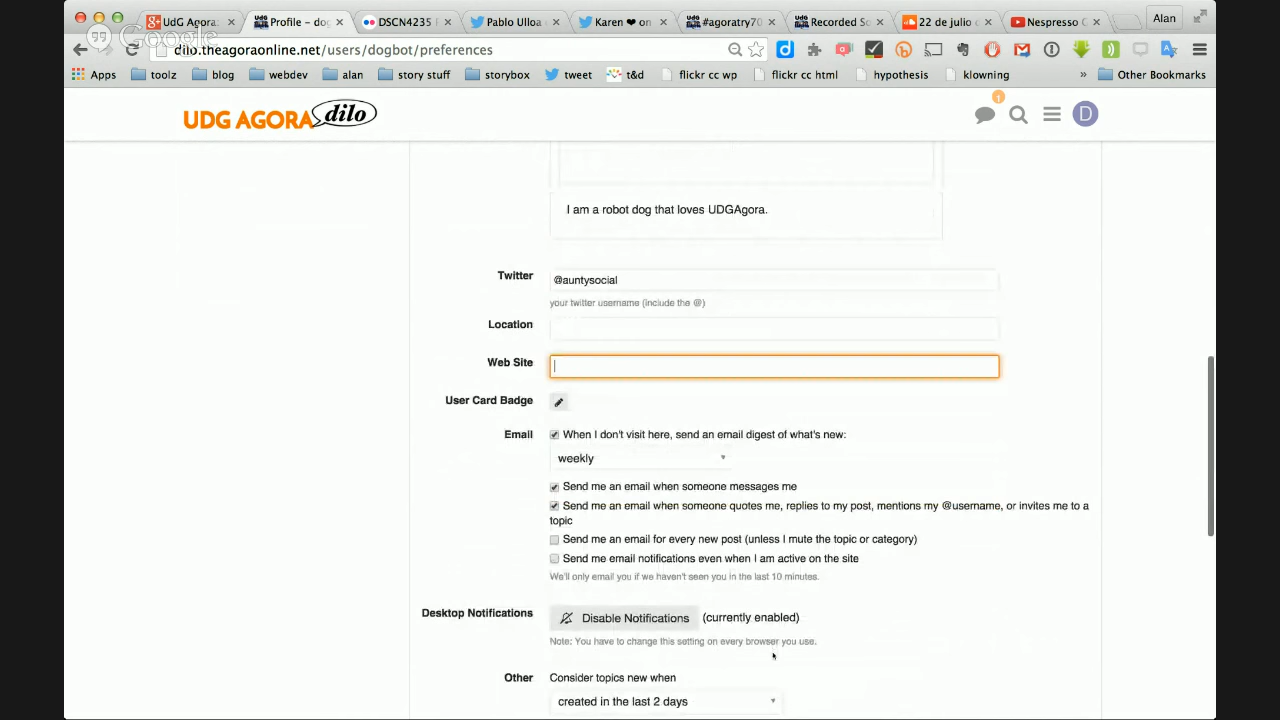 UdG Agora:
Profile – dog
DSCN4235
Pablo Ulloa
Karen ❤ on
#agoratry70
Recorded So
22 de julio d
Nespresso C
Alan
Google
dilo.theagoraonline.net/users/dogbot/preferences
Apps
toolz
blog
webdev
alan
story stuff
storybox
tweet
t&d
flickr cc wp
flickr cc html
hypothesis
klowning
»
Other Bookmarks
UDG AGORA dilo
1
D
I am a robot dog that loves UDGAgora.
Twitter
@auntysocial
your twitter username (include the @)
Location
Web Site
User Card Badge
Email
When I don't visit here, send an email digest of what's new:
weekly
Send me an email when someone messages me
Send me an email when someone quotes me, replies to my post, mentions my @username, or invites me to a
topic
Send me an email for every new post (unless I mute the topic or category)
Send me email notifications even when I am active on the site
We'll only email you if we haven't seen you in the last 10 minutes.
Desktop Notifications
Disable Notifications (currently enabled)
Note: You have to change this setting on every browser you use.
Other
Consider topics new when
created in the last 2 days